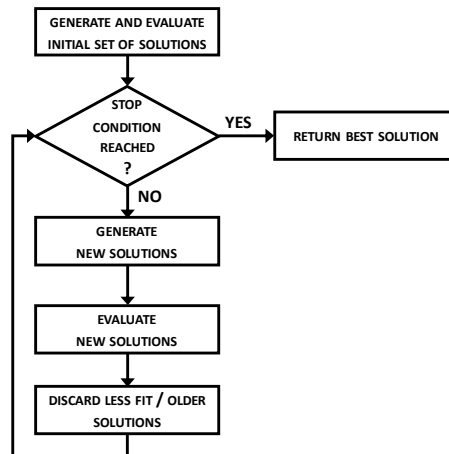 GENERATE AND EVALUATE
INITIAL SET OF SOLUTIONS
STOP
CONDITION
REACHED
?
YES
RETURN BEST SOLUTION
NO
GENERATE
NEW SOLUTIONS
EVALUATE
NEW SOLUTIONS
DISCARD LESS FIT / OLDER
SOLUTIONS